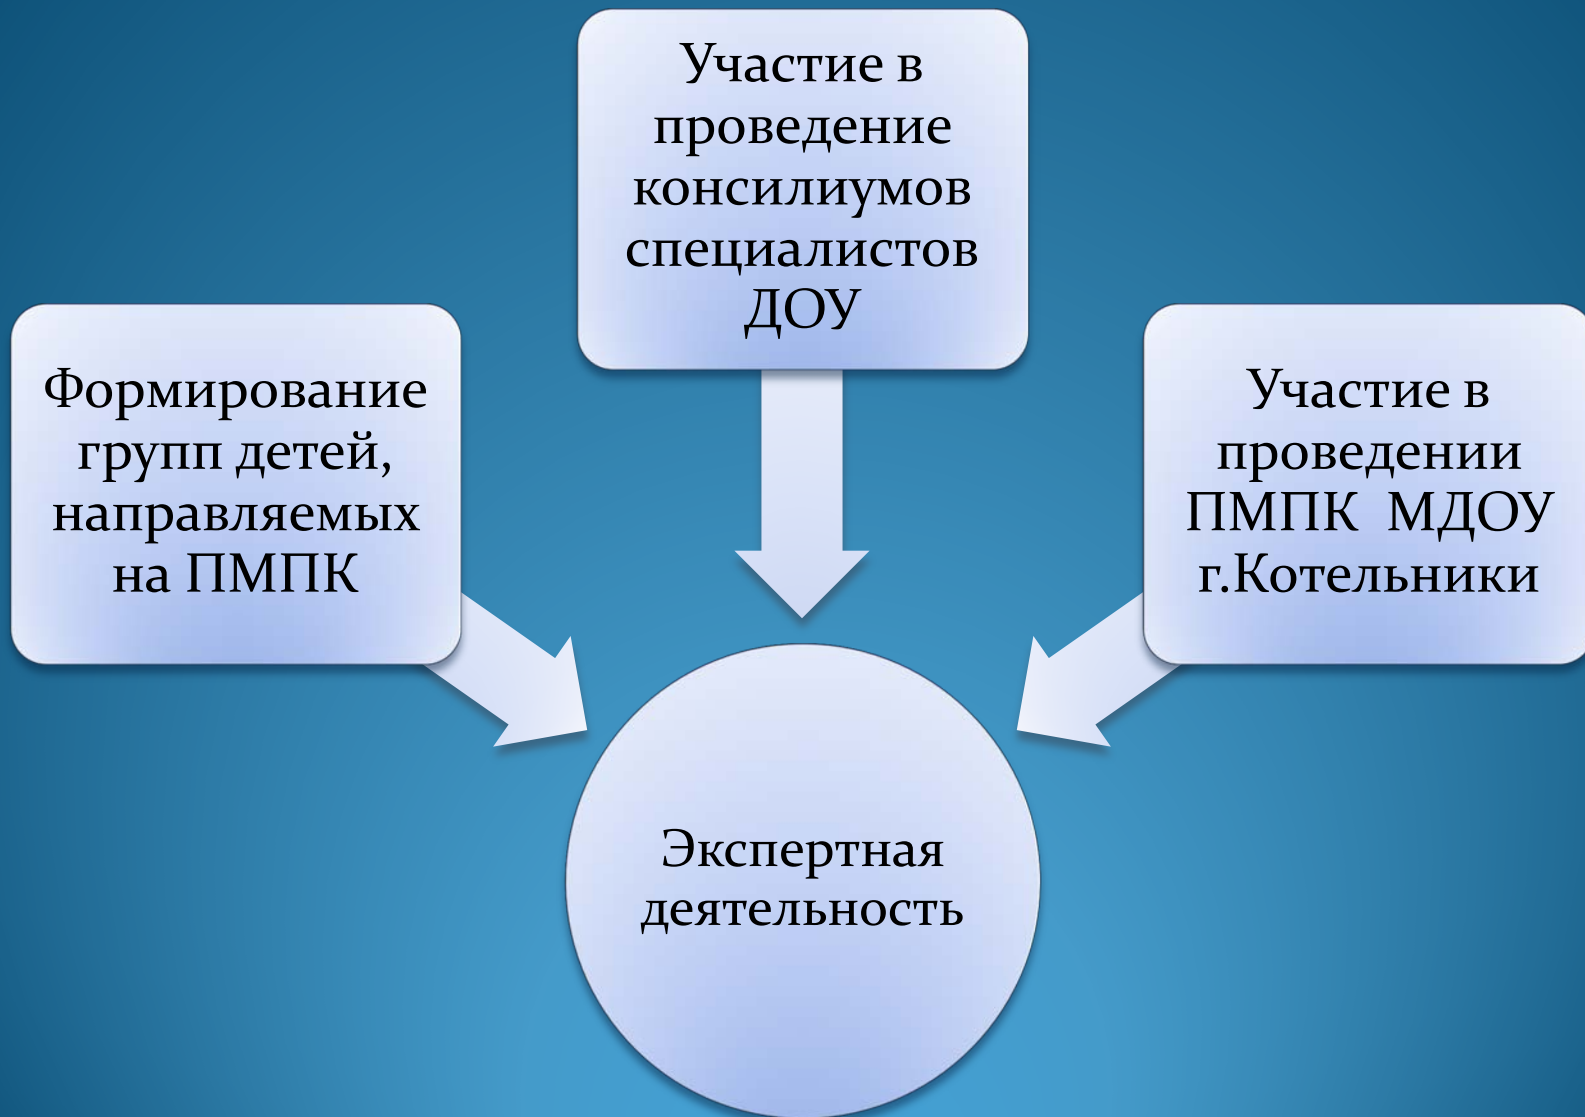 Участие в
проведение
консилиумов
специалистов
ДОУ
Формирование
групп детей,
направляемых
на ПМПК
Участие в
проведении
ПМПК  МДОУ
г.Котельники
Экспертная
деятельность